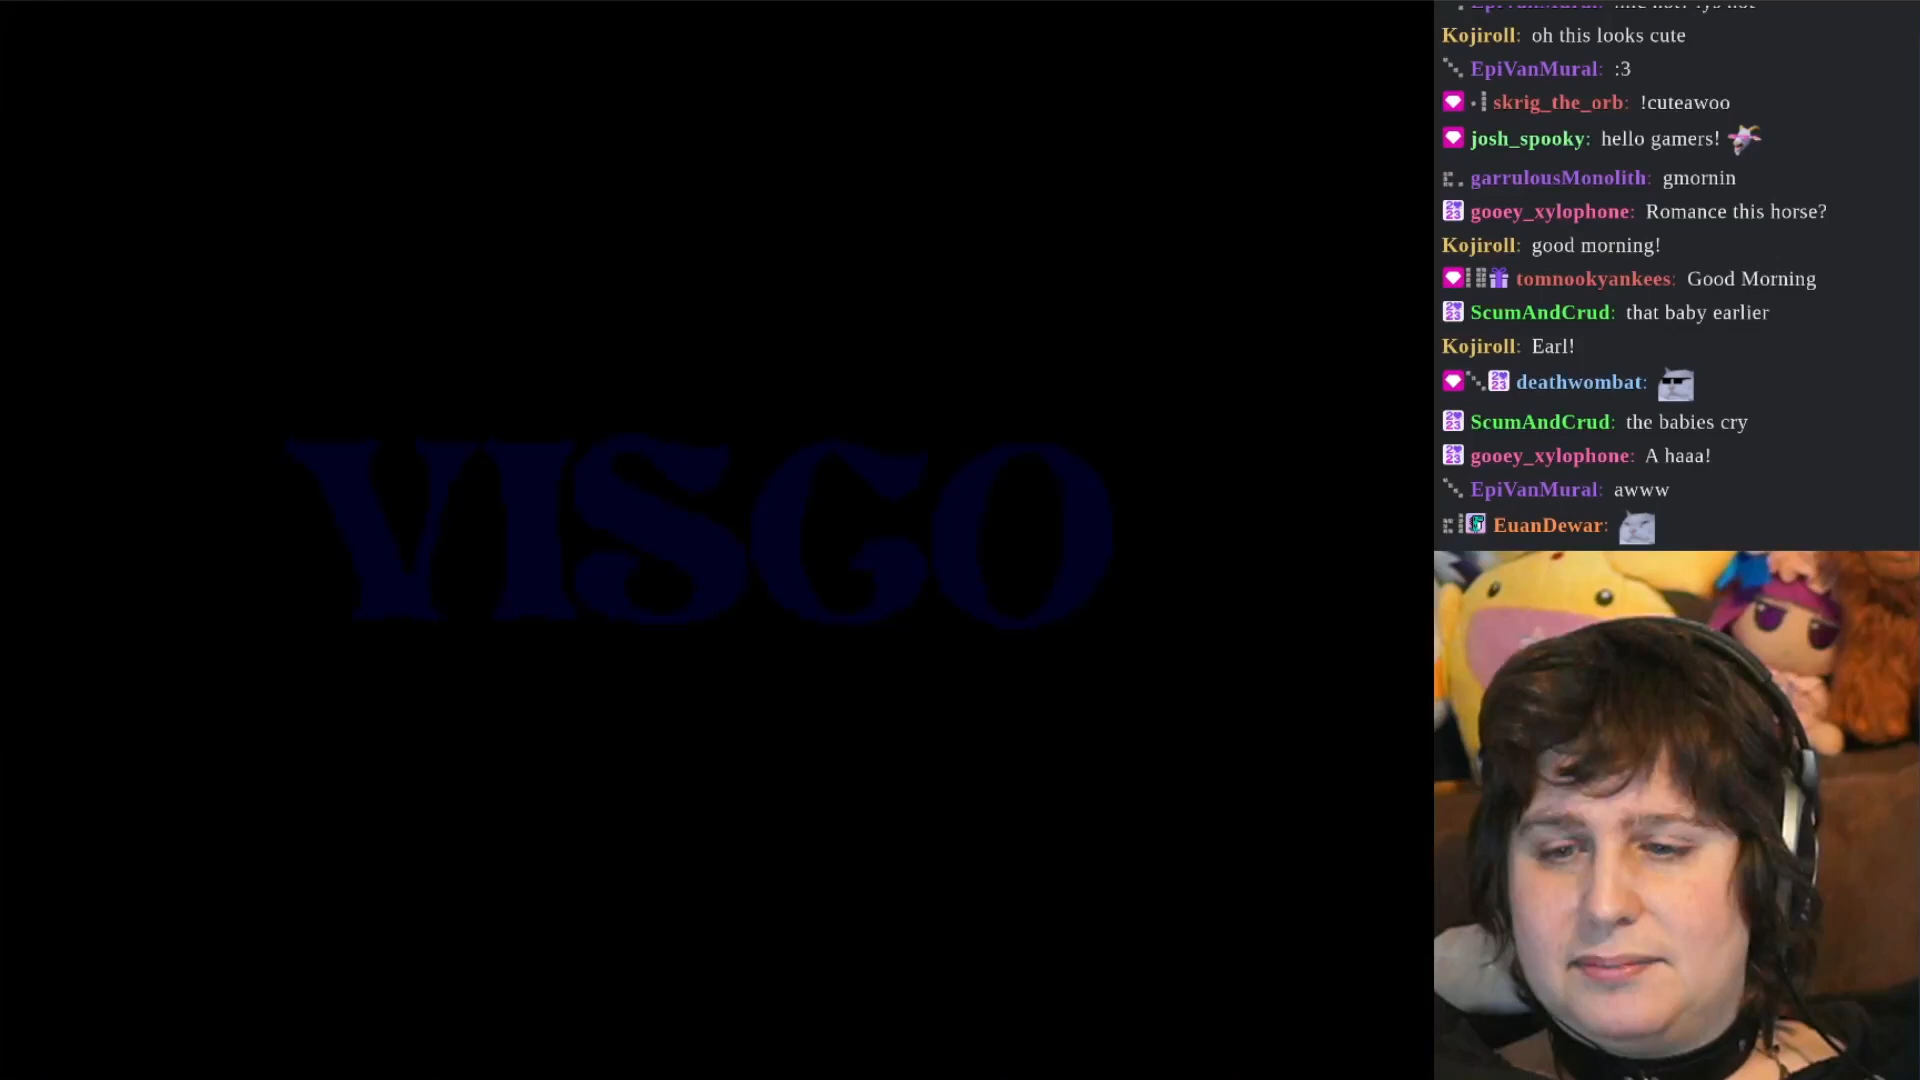 VISCO
Kojiroll: oh this looks cute
EpiVanMural: :3
skrig_the_orb: !cuteawoo
josh_spooky: hello gamers!
garrulousMonolith: gmornin
gooey_xylophone: Romance this horse?
Kojiroll: good morning!
tomnookyankees: Good Morning
ScumAndCrud: that baby earlier
Kojiroll: Earl!
deathwombat:
ScumAndCrud: the babies cry
gooey_xylophone: A haaa!
EpiVanMural: awww
EuanDewar: